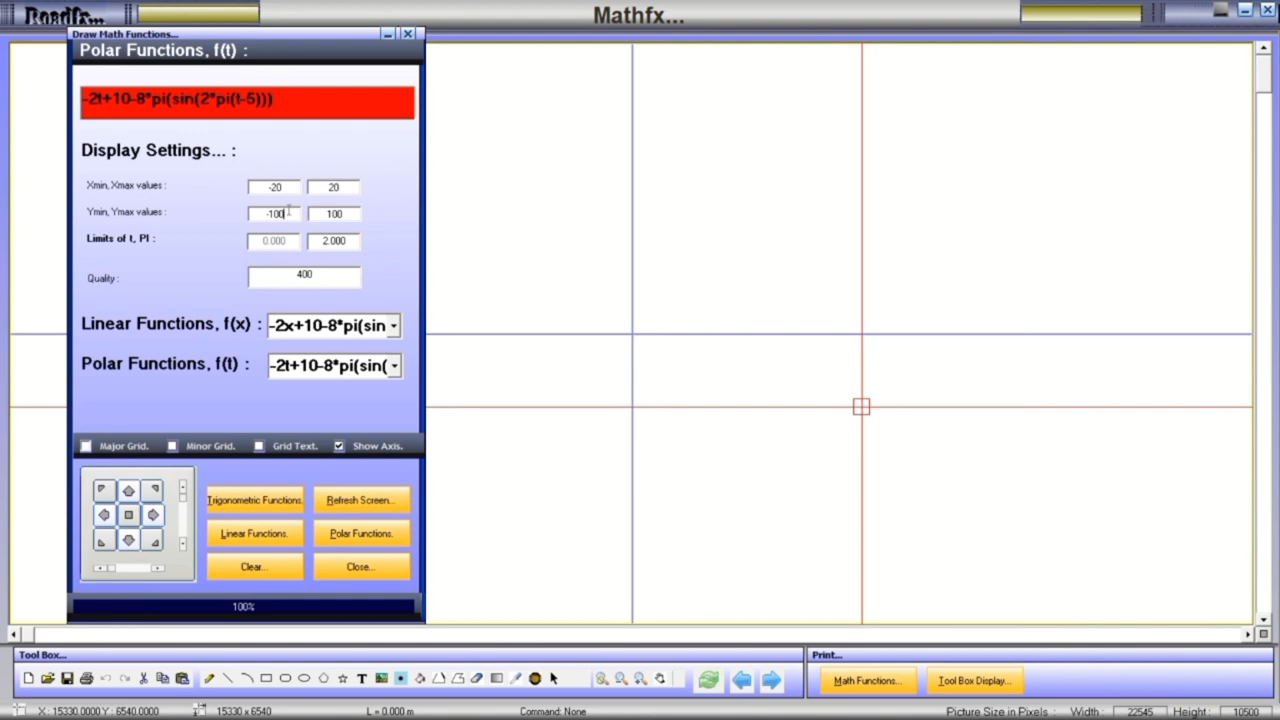 Roadfx...
Mathfx...
Draw Math Functions...
Polar Functions, f(t) :
-2t+10-8*pi(sin(2*pi(t-5)))
Display Settings... :
Xmin, Xmax values : -20 20
Ymin, Ymax values : -100 100
Limits of t, PI : 0.000 2.000
Quality : 400
Linear Functions, f(x) : -2x+10-8*pi(sin
Polar Functions, f(t) : -2t+10-8*pi(sin(
Major Grid. Minor Grid. Grid Text. Show Axis.
Trigonometric Functions. Refresh Screen...
Linear Functions. Polar Functions.
Clear... Close...
100%
Tool Box... Print...
T Math Functions... Tool Box Display...
X : 15330.0000 Y : 6540.0000 15330 x 6540 L = 0.000 m Command: None Picture Size in Pixels : Width : 22545 Height : 10500